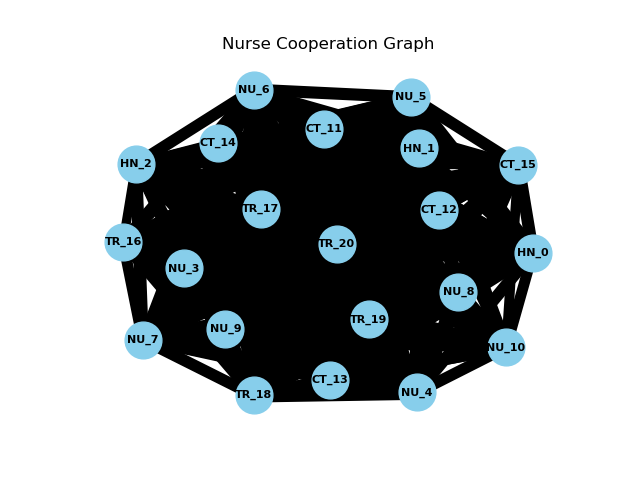 Nurse Cooperation Graph
NU_6
NU_5
CT_11
CT_14
HN_1
HN_2
CT_15
TR_17
CT_12
TR_16
TR_20
HN_0
NU_3
NU_8
TR_19
NU_9
NU_7
NU_10
CT_13
TR_18
NU_4